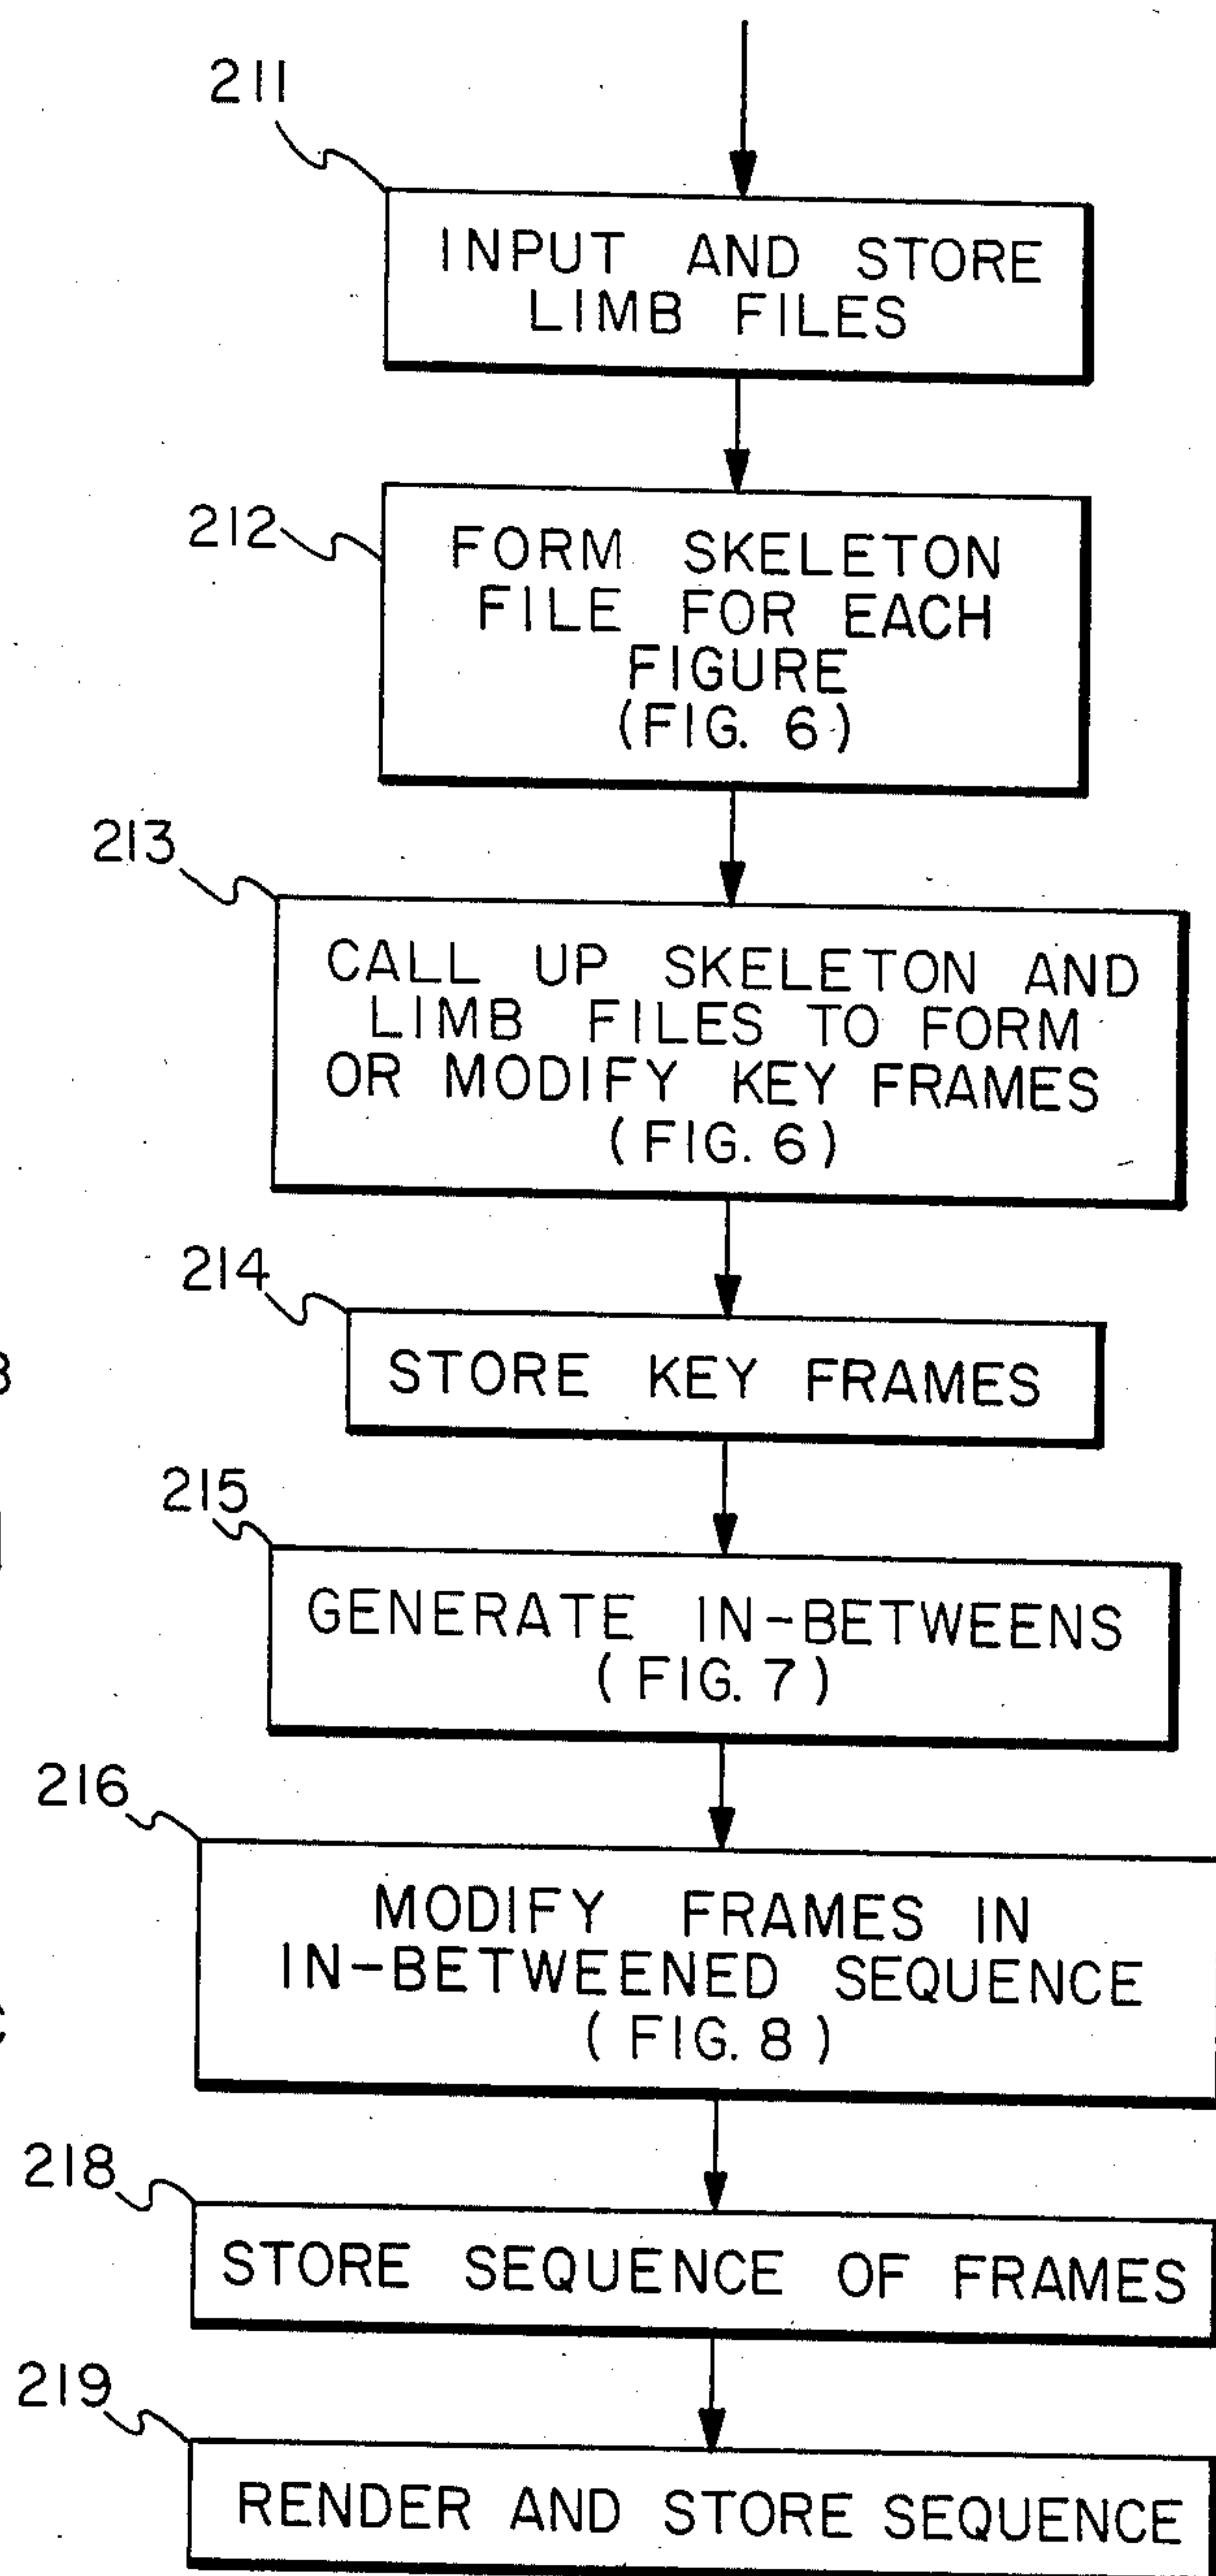 211
INPUT AND STORE
LIMB FILES
212
FORM SKELETON
FILE FOR EACH
FIGURE
(FIG. 6)
213
CALL UP SKELETON AND
LIMB FILES TO FORM
OR MODIFY KEY FRAMES
(FIG. 6)
214
STORE KEY FRAMES
215
GENERATE IN-BETWEENS
(FIG. 7)
216
MODIFY FRAMES IN
IN-BETWEENED SEQUENCE
(FIG. 8)
218
STORE SEQUENCE OF FRAMES
219
RENDER AND STORE SEQUENCE